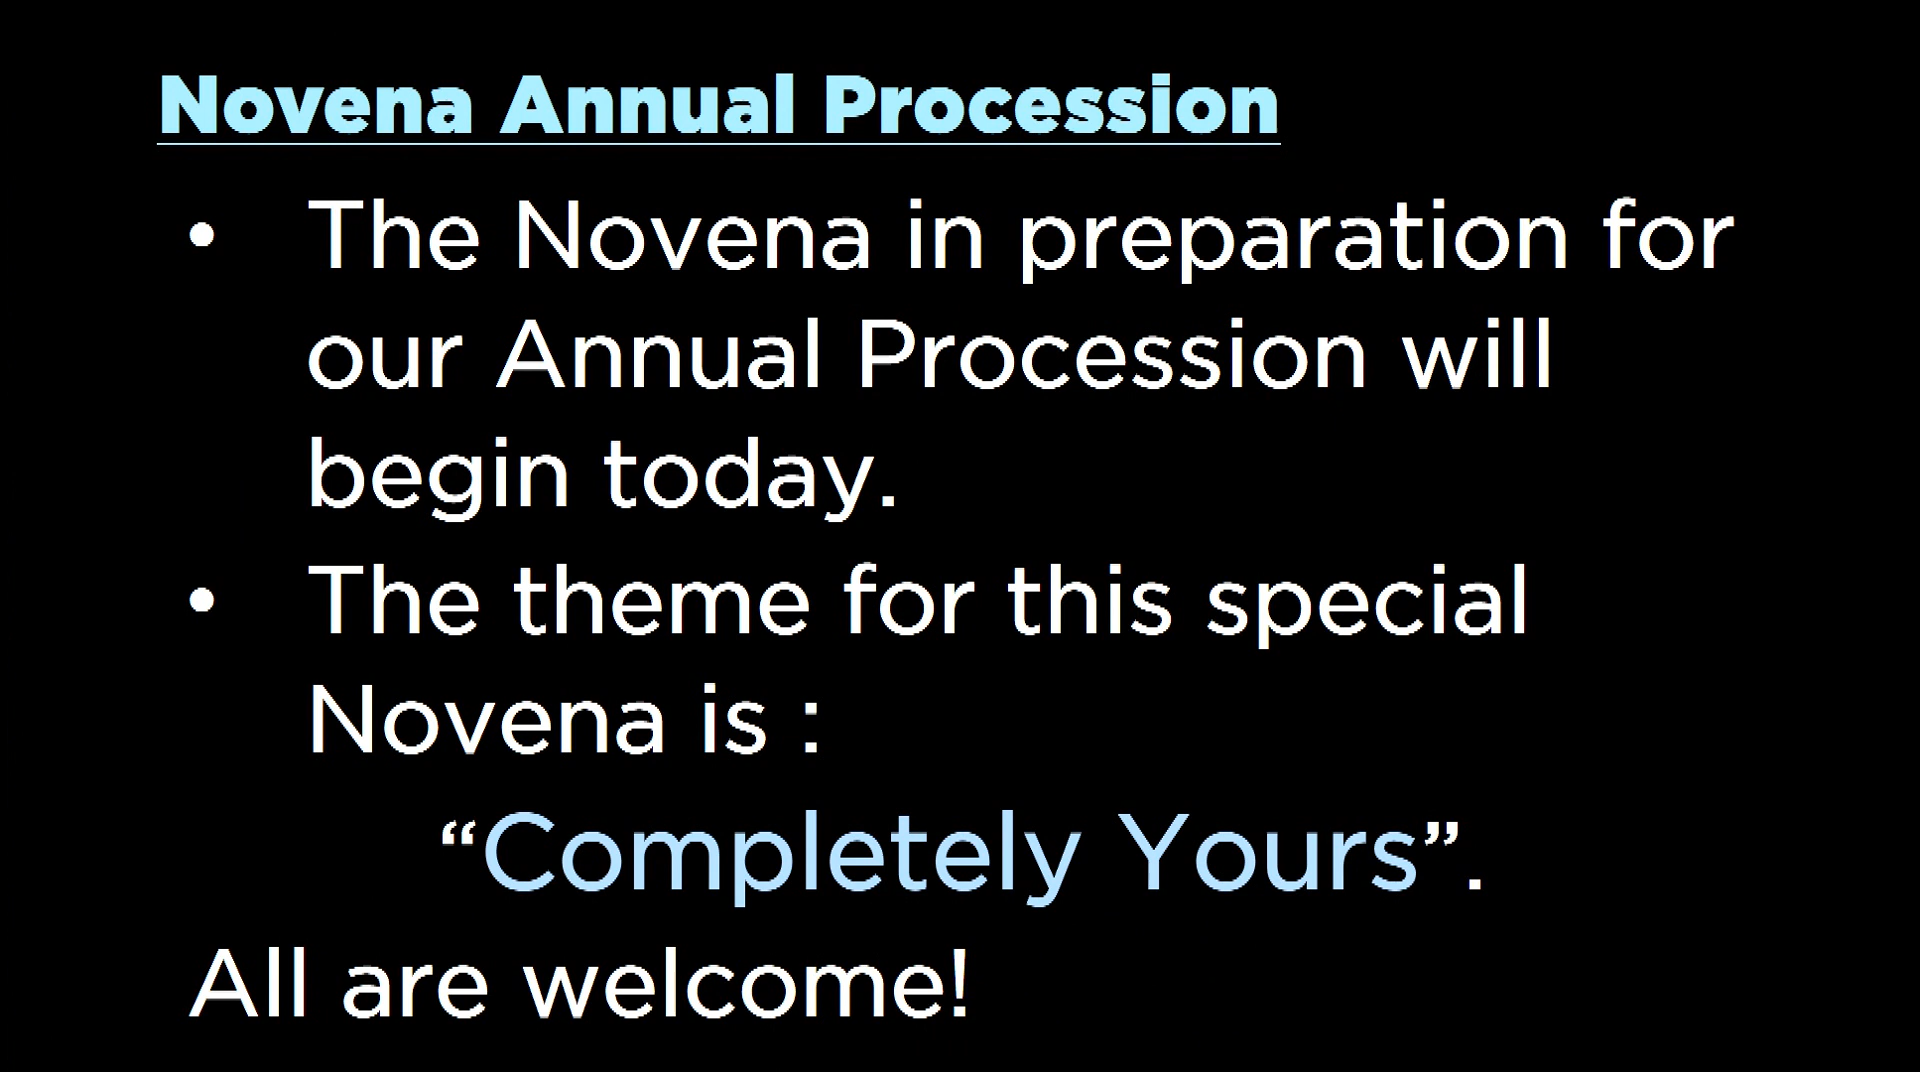 Novena Annual Procession
• The Novena in preparation for
our Annual Procession will
begin today.
• The theme for this special
Novena is :
“Completely Yours”.
All are welcome!